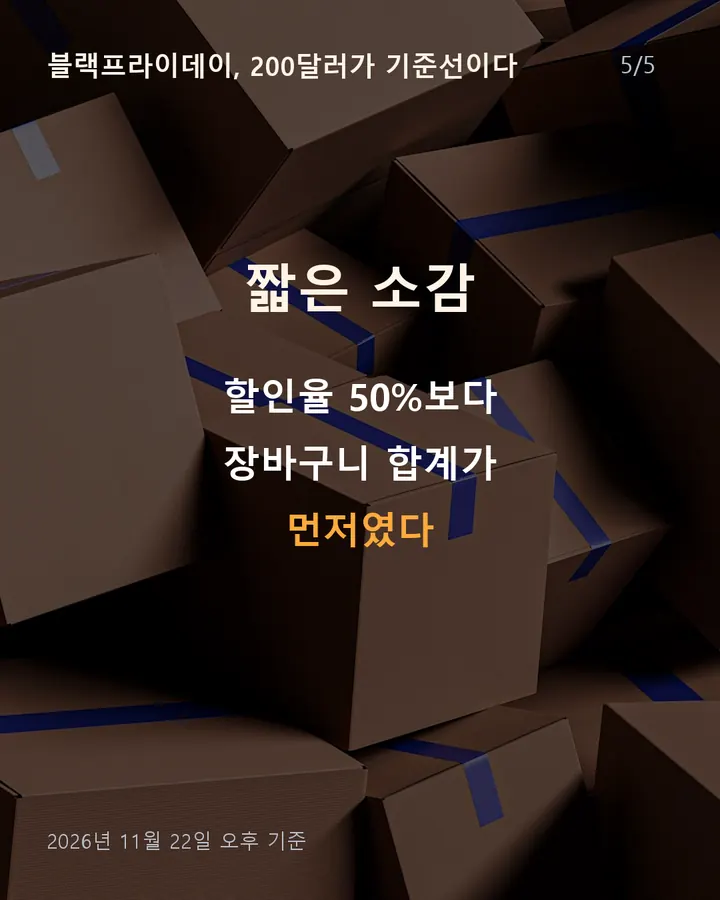 블랙프라이데이, 200달러가 기준선이다
5/5
짧은 소감
할인율 50%보다
장바구니 합계가
먼저였다
2026년 11월 22일 오후 기준